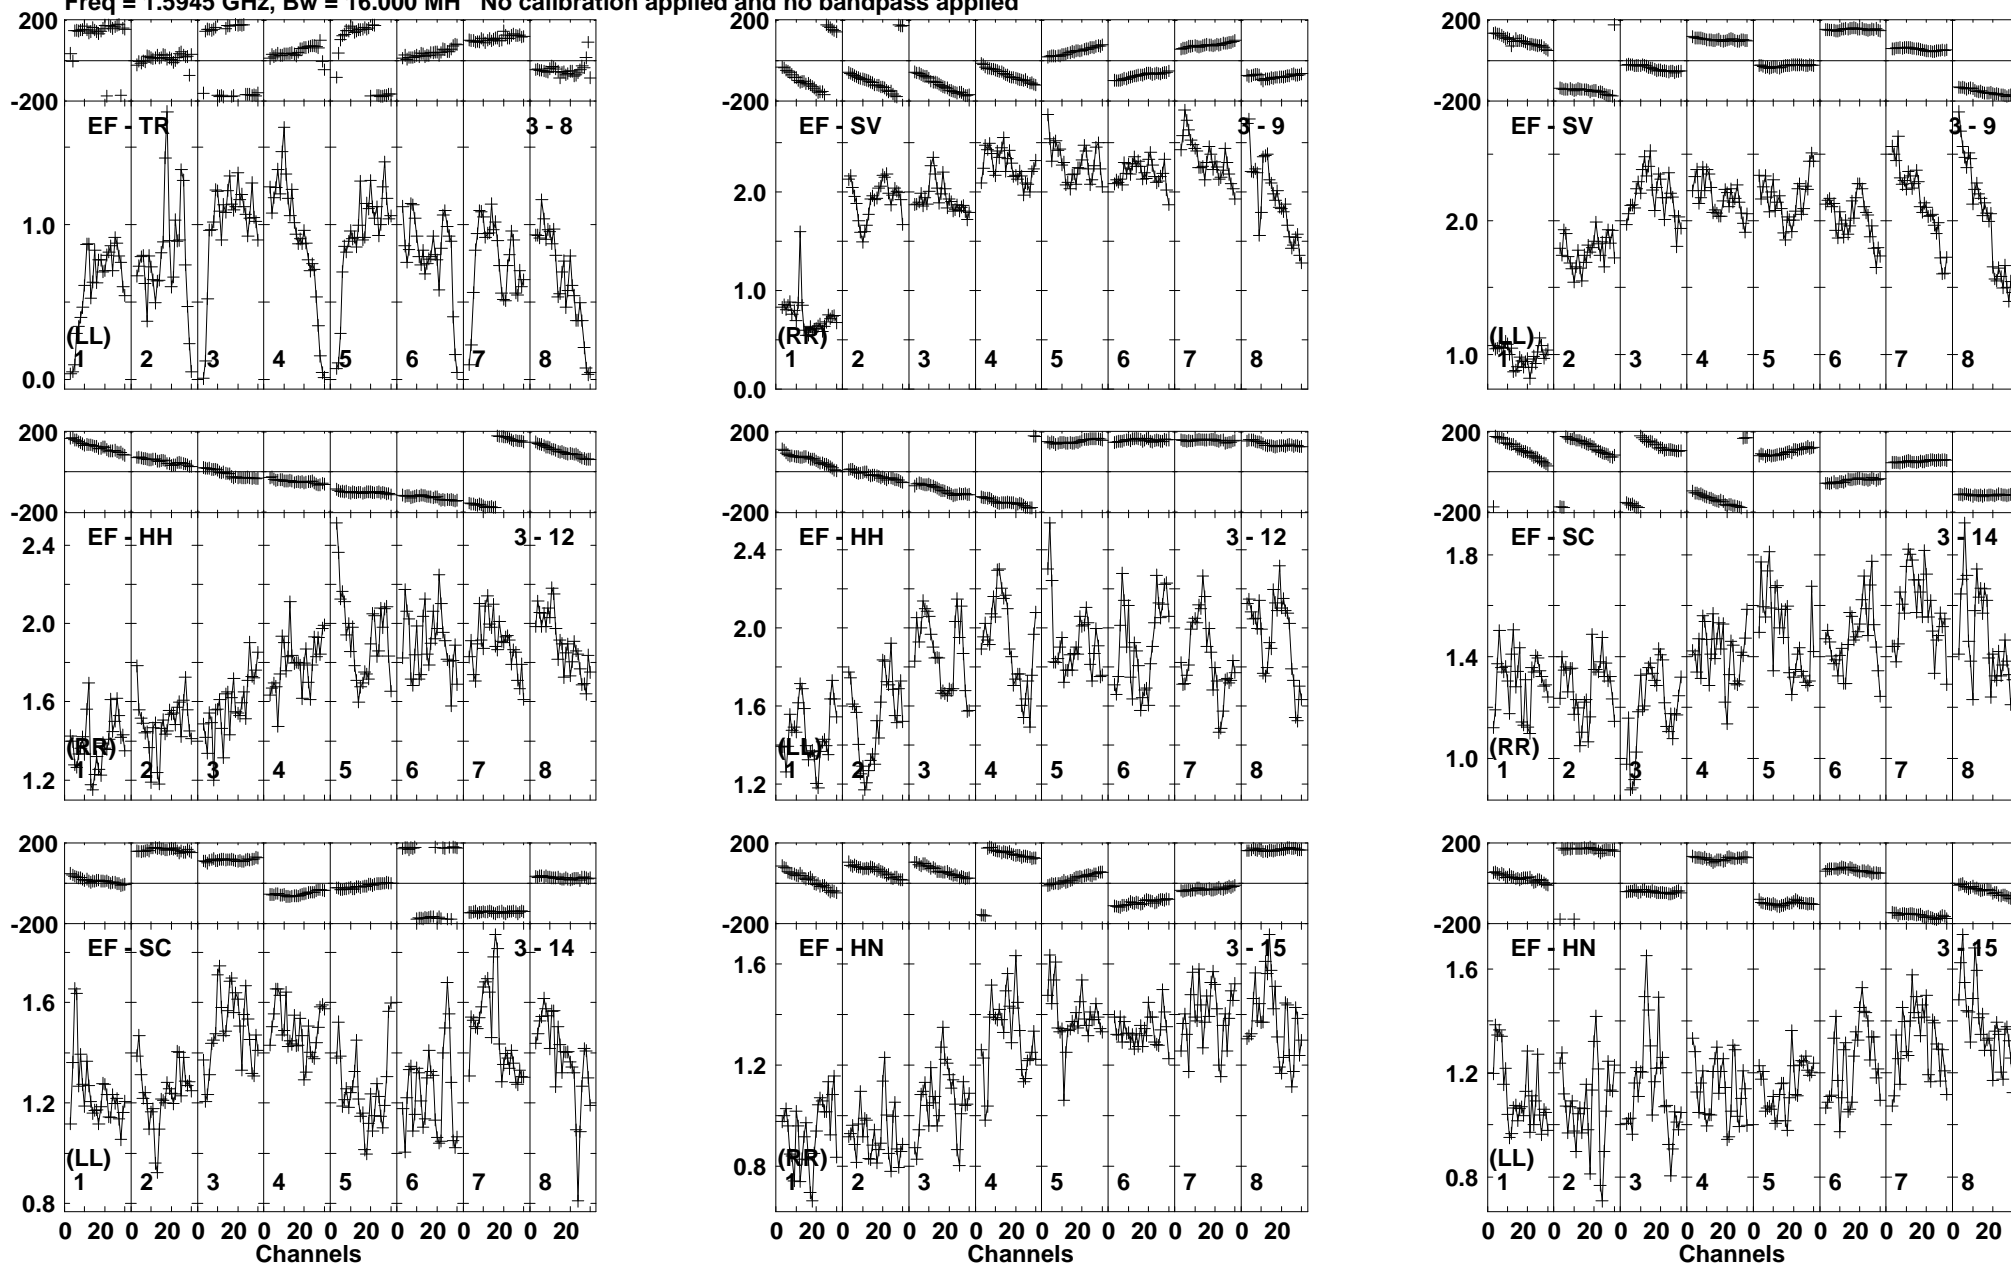 Freq = 1.5945 GHz, Bw = 16.000 MH No calibration applied and no bandpass applied
200 200 200
-200 -200 -200
EF - TR 3 - 8 EF - SV 3 - 9 EF - SV 3 - 9
1.0 2.0 2.0
1.0 1.0
(LL) (RR) (LL)
1 2 3 4 5 6 7 8 1 2 3 4 5 6 7 8 1 2 3 4 5 6 7 8
0.0 0.0
200 200 200
-200 -200 -200
EF - HH 3 - 12 EF - HH 3 - 12 EF - SC 3 - 14
2.4 2.4 1.8
2.0 2.0 1.4
1.6 1.6
(RR) (LL) (RR)
1 2 3 4 5 6 7 8 1 2 3 4 5 6 7 8 1 2 3 4 5 6 7 8
1.2 1.2 1.0
200 200 200
-200 -200 -200
EF - SC 3 - 14 EF - HN 3 - 15 EF - HN 3 - 15
1.6 1.6 1.6
1.2 1.2 1.2
(LL) (RR) (LL)
1 2 3 4 5 6 7 8 1 2 3 4 5 6 7 8 1 2 3 4 5 6 7 8
0.8 0.8 0.8
0 20 0 20 0 20 0 20 0 20 0 20 0 20 0 20 0 20 0 20 0 20 0 20 0 20 0 20 0 20 0 20 0 20 0 20 0 20 0 20 0 20 0 20 0 20 0 20
Channels Channels Channels